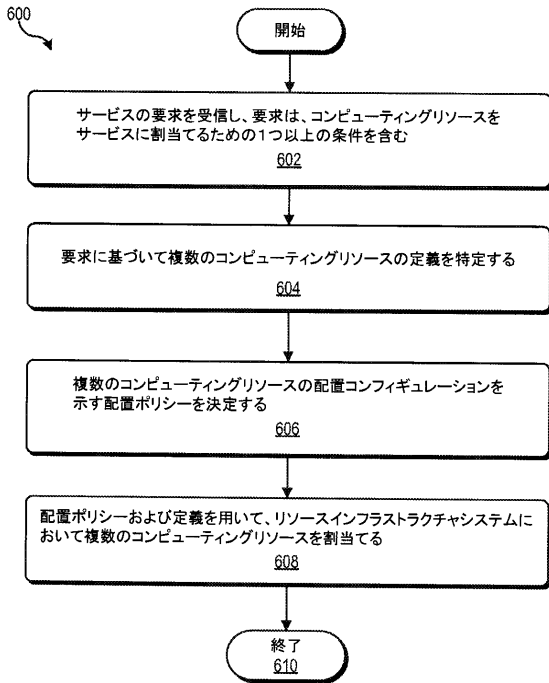 600
開始
サービスの要求を受信し、要求は、コンピューティングリソースを
サービスに割当てるための1つ以上の条件を含む
602
要求に基づいて複数のコンピューティングリソースの定義を特定する
604
複数のコンピューティングリソースの配置コンフィギュレーションを
示す配置ポリシーを決定する
606
配置ポリシーおよび定義を用いて、リソースインフラストラクチャシステムに
おいて複数のコンピューティングリソースを割当てる
608
終了
610